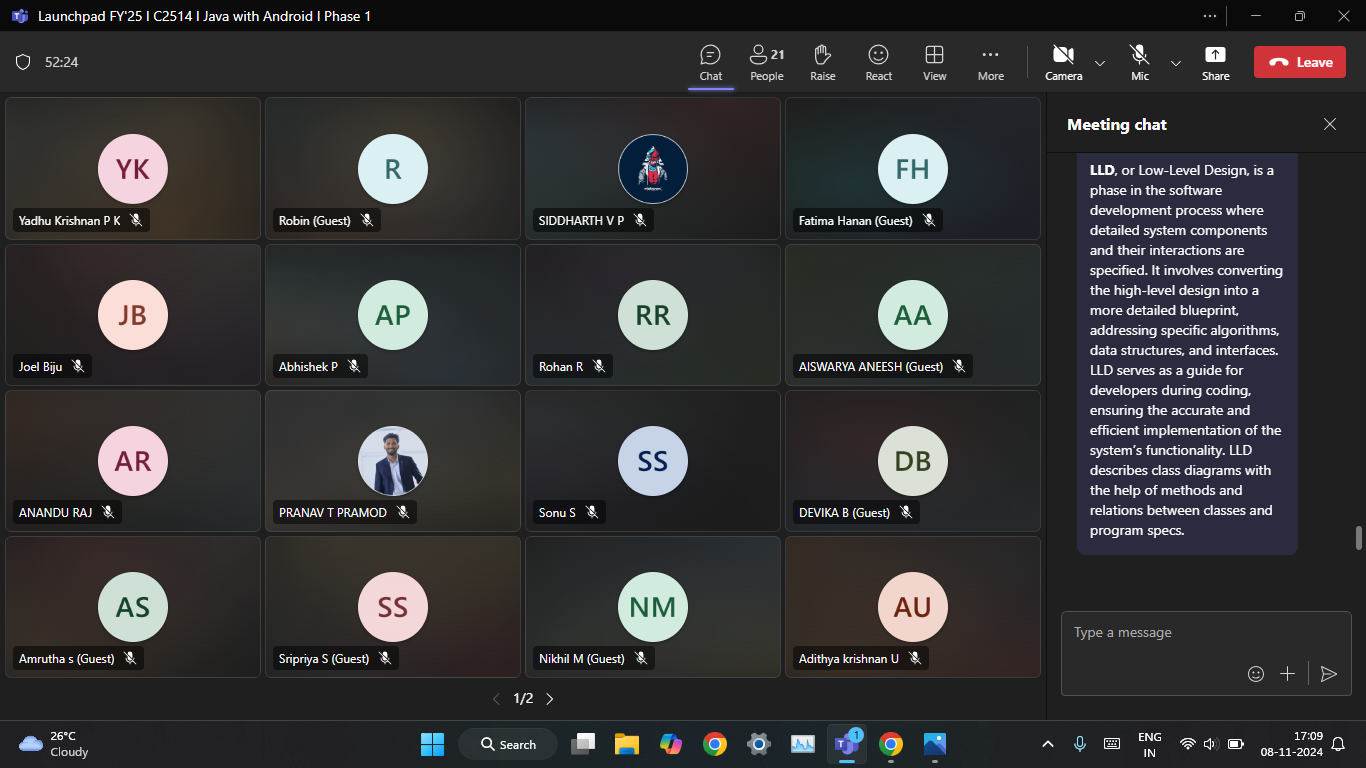 Launchpad FY'25 I C2514 I Java with Android I Phase 1
52:24
Chat
21
People
Raise
React
View
More
Camera
Mic
Share
Leave
YK
Yadhu Krishnan P K
R
Robin (Guest)
SIDDHARTH V P
FH
Fatima Hanan (Guest)
JB
Joel Biju
AP
Abhishek P
RR
Rohan R
AA
AISWARYA ANEESH (Guest)
AR
ANANDU RAJ
PRANAV T PRAMOD
SS
Sonu S
DB
DEVIKA B (Guest)
AS
Amrutha s (Guest)
SS
Sripriya S (Guest)
NM
Nikhil M (Guest)
AU
Adithya krishnan U
1/2
Meeting chat
LLD, or Low-Level Design, is a
phase in the software
development process where
detailed system components
and their interactions are
specified. It involves converting
the high-level design into a
more detailed blueprint,
addressing specific algorithms,
data structures, and interfaces.
LLD serves as a guide for
developers during coding,
ensuring the accurate and
efficient implementation of the
system's functionality. LLD
describes class diagrams with
the help of methods and
relations between classes and
program specs.
Type a message
26°C
Cloudy
Search
1
ENG
IN
17:09
08-11-2024